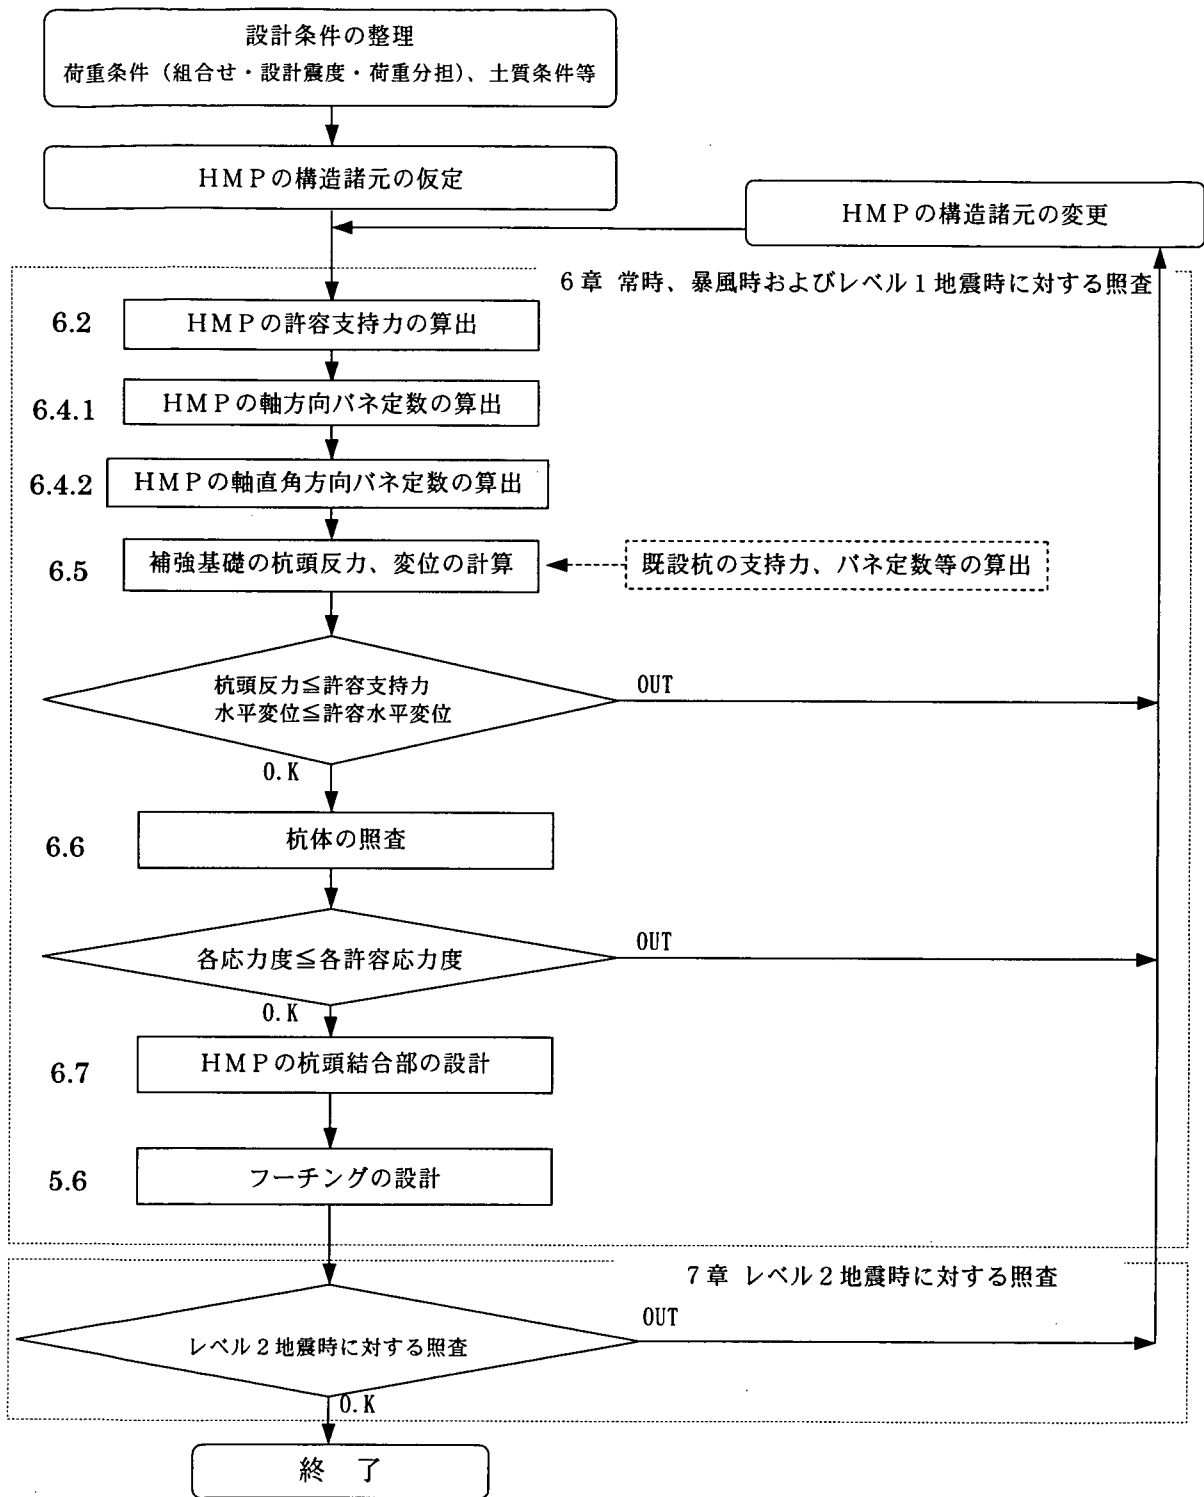 設計条件の整理
荷重条件（組合せ・設計震度・荷重分担）、土質条件等
ＨＭＰの構造諸元の仮定
ＨＭＰの構造諸元の変更
6章 常時、暴風時およびレベル1地震時に対する照査
6.2
ＨＭＰの許容支持力の算出
6.4.1
ＨＭＰの軸方向バネ定数の算出
6.4.2
ＨＭＰの軸直角方向バネ定数の算出
6.5
補強基礎の杭頭反力、変位の計算
既設杭の支持力、バネ定数等の算出
杭頭反力≦許容支持力
水平変位≦許容水平変位
OUT
O.K
6.6
杭体の照査
各応力度≦各許容応力度
OUT
O.K
6.7
ＨＭＰの杭頭結合部の設計
5.6
フーチングの設計
7章 レベル2地震時に対する照査
レベル2地震時に対する照査
OUT
O.K
終 了